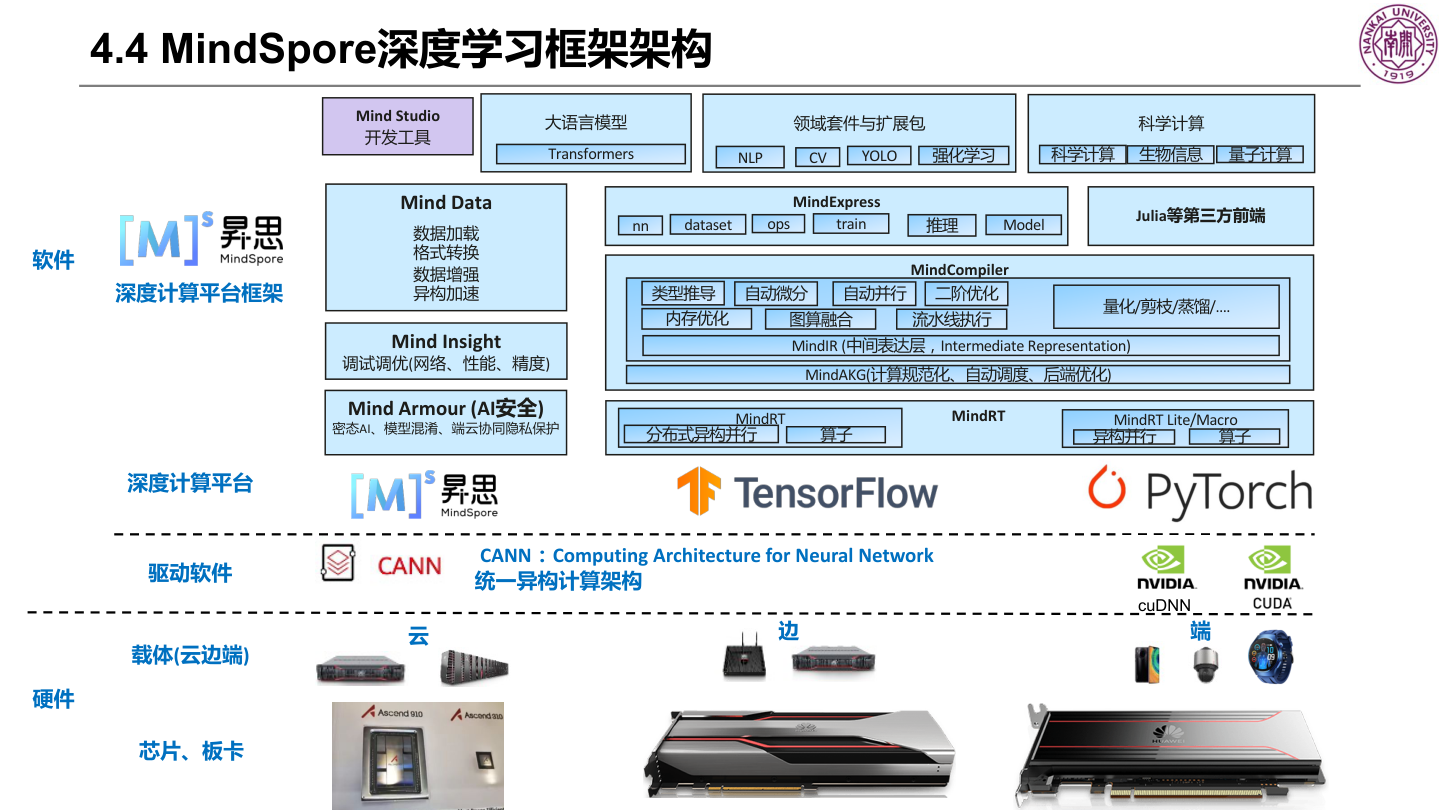 4.4 MindSpore深度学习框架架构
NANKAI UNIVERSITY
南開
1919
Mind Studio
开发工具
大语言模型
Transformers
领域套件与扩展包
NLP
CV
YOLO
强化学习
科学计算
科学计算
生物信息
量子计算
软件
[M]s 昇思
MindSpore
深度计算平台框架
Mind Data
数据加载
格式转换
数据增强
异构加速
MindExpress
nn
dataset
ops
train
推理
Model
Julia等第三方前端
MindCompiler
类型推导
自动微分
自动并行
二阶优化
内存优化
图算融合
流水线执行
量化/剪枝/蒸馏/....
MindIR (中间表达层，Intermediate Representation)
MindAKG(计算规范化、自动调度、后端优化)
Mind Insight
调试调优(网络、性能、精度)
Mind Armour (AI安全)
密态AI、模型混淆、端云协同隐私保护
MindRT
MindRT
分布式异构并行
算子
MindRT Lite/Macro
异构并行
算子
深度计算平台
[M]s 昇思
MindSpore
TensorFlow
PyTorch
驱动软件
CANN
CANN：Computing Architecture for Neural Network
统一异构计算架构
NVIDIA.
cuDNN
NVIDIA.
CUDA
硬件
载体(云边端)
云
边
端
芯片、板卡
Ascend 910
Ascend 310
HUAWEI